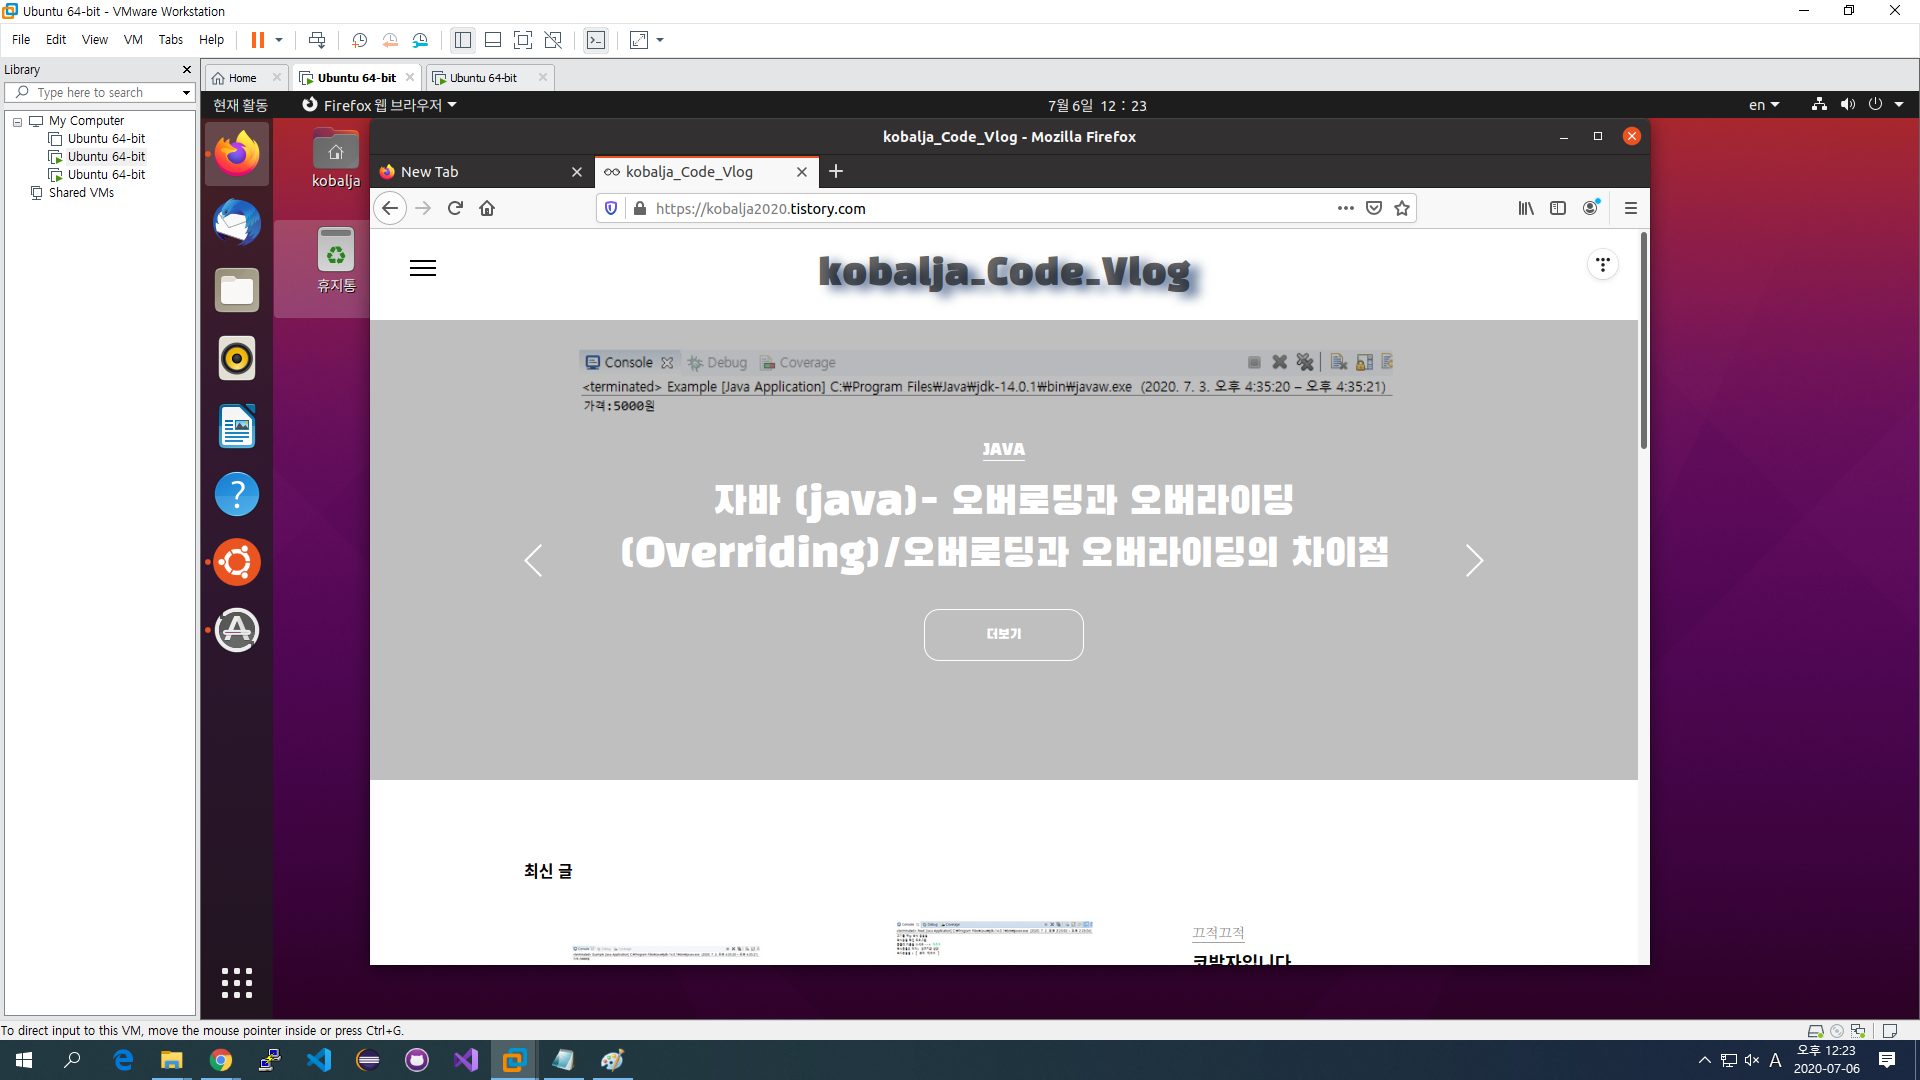 Ubuntu 64-bit - VMware Workstation
File Edit View VM Tabs Help
Library
Type here to search
My Computer
Ubuntu 64-bit
Ubuntu 64-bit
Ubuntu 64-bit
Shared VMs
Home
Ubuntu 64-bit
Ubuntu 64-bit
현재 활동
Firefox 웹 브라우저
7월 6일 12 : 23
en
kobalja
휴지통
kobalja_Code_Vlog - Mozilla Firefox
New Tab
kobalja_Code_Vlog
https://kobalja2020.tistory.com
kobalja_Code_Vlog
Console Debug Coverage
<terminated> Example [Java Application] C:₩Program Files₩Java₩jdk-14.0.1₩bin₩javaw.exe (2020. 7. 3. 오후 4:35:20 – 오후 4:35:21)
가격:5000원
JAVA
자바 (java)- 오버로딩과 오버라이딩
(Overriding)/오버로딩과 오버라이딩의 차이점
더보기
최신 글
끄적끄적
코발자입니다
To direct input to this VM, move the mouse pointer inside or press Ctrl+G.
A
오후 12:23
2020-07-06